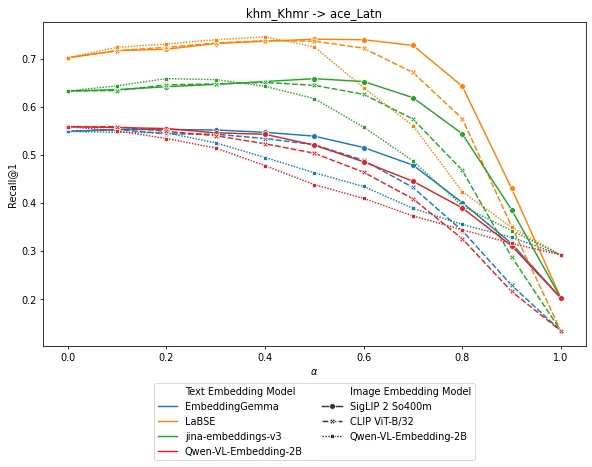 khm_Khmr -> ace_Latn
Recall@1
0.7
0.6
0.5
0.4
0.3
0.2
0.0 0.2 0.4 0.6 0.8 1.0
α
Text Embedding Model
EmbeddingGemma
LaBSE
jina-embeddings-v3
Qwen-VL-Embedding-2B
Image Embedding Model
SigLIP 2 So400m
CLIP ViT-B/32
Qwen-VL-Embedding-2B